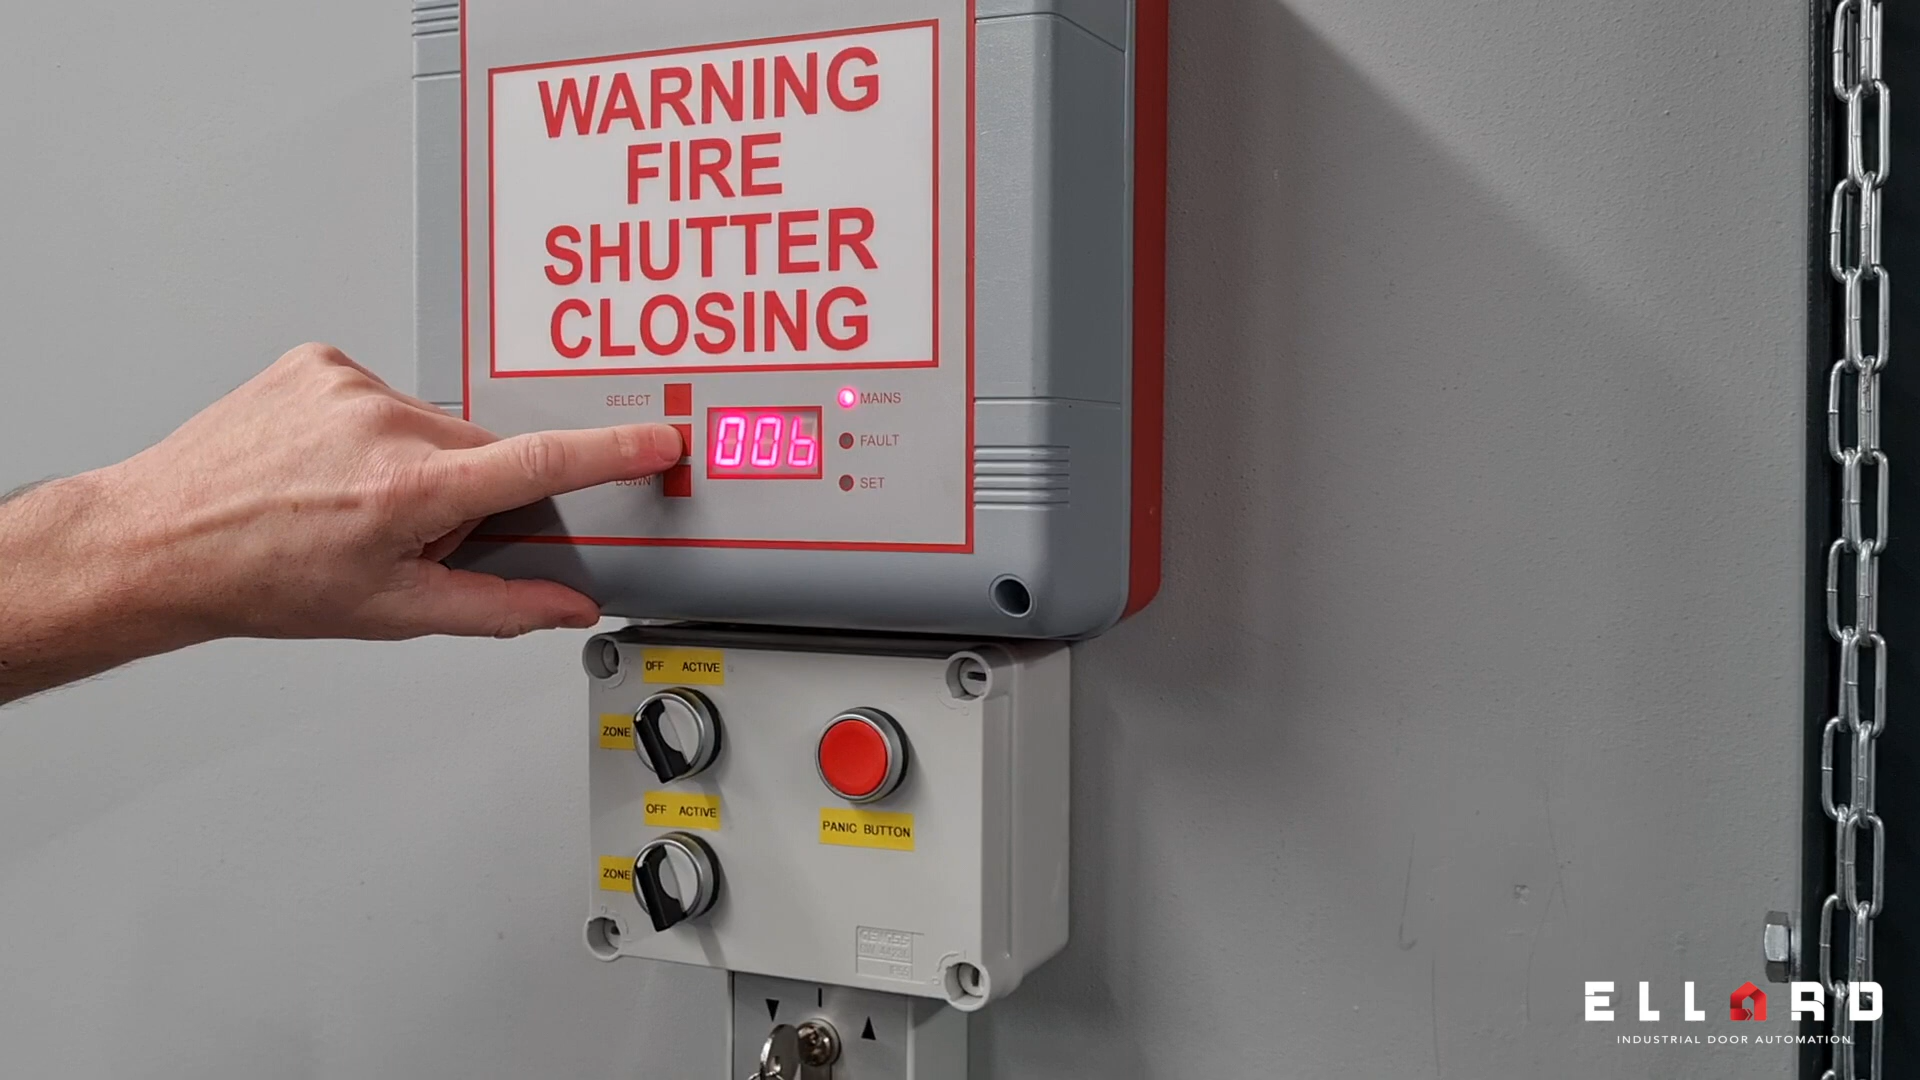 WARNING
FIRE
SHUTTER
CLOSING
SELECT
MAINS
006
FAULT
DOWN
SET
OFF ACTIVE
ZONE
OFF ACTIVE
PANIC BUTTON
ZONE
ELLARD
INDUSTRIAL DOOR AUTOMATION